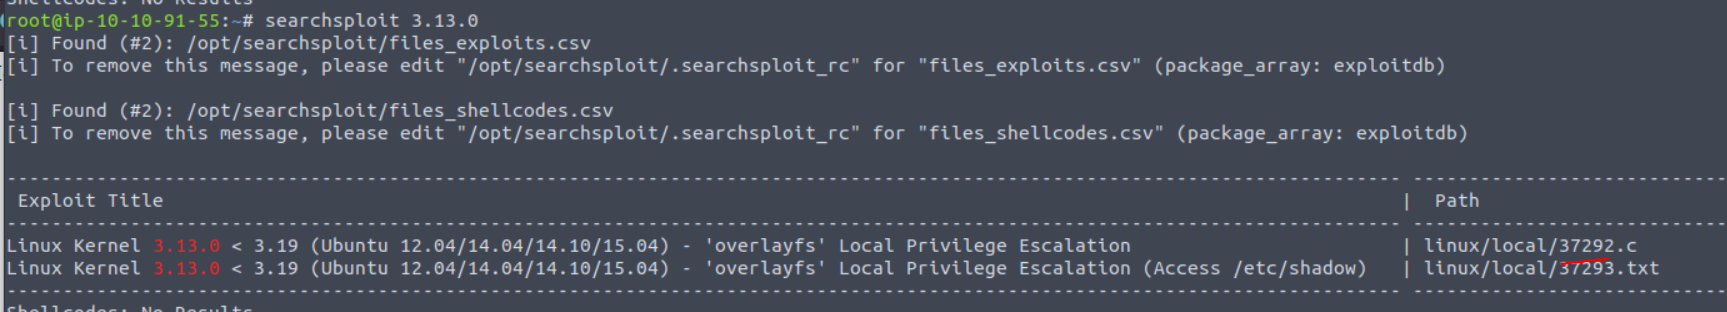 Shellcodes: No Results
root@ip-10-10-91-55:~# searchsploit 3.13.0
[i] Found (#2): /opt/searchsploit/files_exploits.csv
[i] To remove this message, please edit "/opt/searchsploit/.searchsploit_rc" for "files_exploits.csv" (package_array: exploitdb)

[i] Found (#2): /opt/searchsploit/files_shellcodes.csv
[i] To remove this message, please edit "/opt/searchsploit/.searchsploit_rc" for "files_shellcodes.csv" (package_array: exploitdb)

Exploit Title | Path
Linux Kernel 3.13.0 < 3.19 (Ubuntu 12.04/14.04/14.10/15.04) - 'overlayfs' Local Privilege Escalation | linux/local/37292.c
Linux Kernel 3.13.0 < 3.19 (Ubuntu 12.04/14.04/14.10/15.04) - 'overlayfs' Local Privilege Escalation (Access /etc/shadow) | linux/local/37293.txt
Shellcodes: No Results